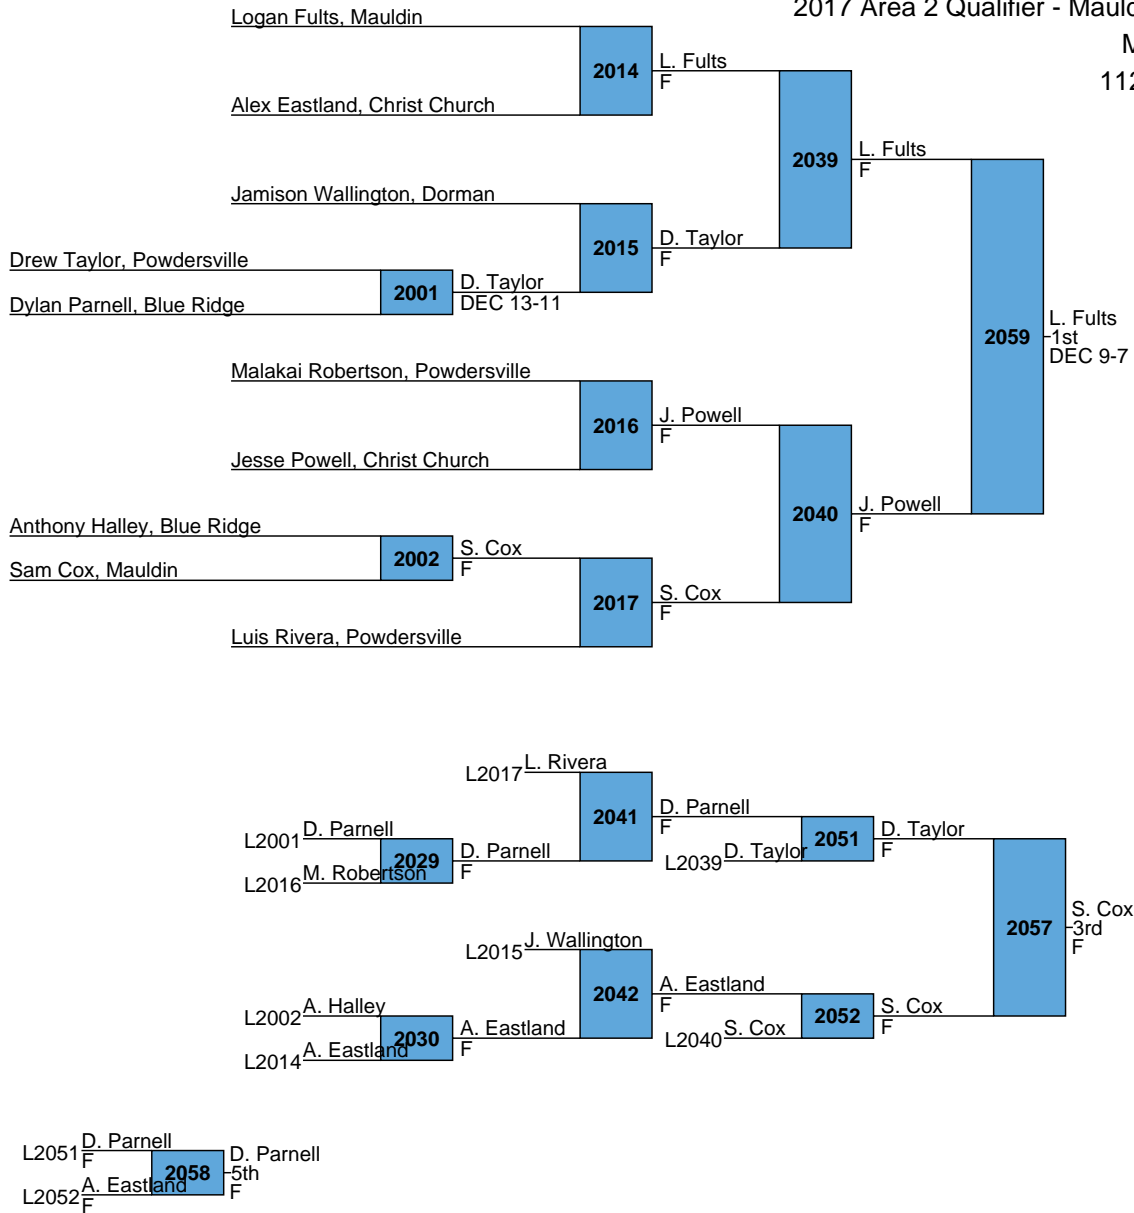 2017 Area 2 Qualifier - Mauld
M
112
Logan Fults, Mauldin
2014
L. Fults
F
Alex Eastland, Christ Church
2039
L. Fults
F
Jamison Wallington, Dorman
2015
D. Taylor
F
Drew Taylor, Powdersville
2001
D. Taylor
DEC 13-11
Dylan Parnell, Blue Ridge
2059
L. Fults
1st
DEC 9-7
Malakai Robertson, Powdersville
2016
J. Powell
F
Jesse Powell, Christ Church
2040
J. Powell
F
Anthony Halley, Blue Ridge
2002
S. Cox
F
Sam Cox, Mauldin
2017
S. Cox
F
Luis Rivera, Powdersville
L2017 L. Rivera
2041
D. Parnell
F
L2001 D. Parnell
2029
D. Parnell
F
L2016 M. Robertson
L2039 D. Taylor
2051
D. Taylor
F
2057
S. Cox
3rd
F
L2015 J. Wallington
2042
A. Eastland
F
L2002 A. Halley
2030
A. Eastland
F
L2014 A. Eastland
L2040 S. Cox
2052
S. Cox
F
L2051 D. Parnell
F
2058
D. Parnell
5th
F
L2052 A. Eastland
F